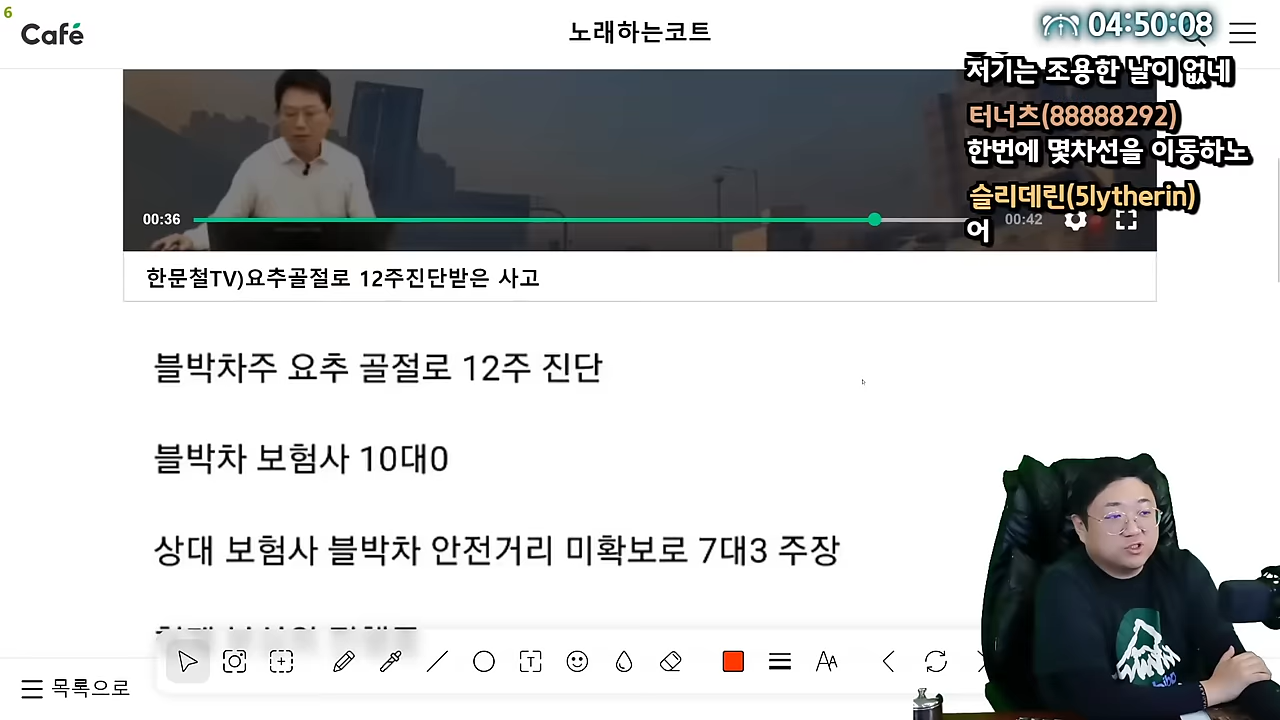 6
Café
노래하는코트
04:50:08
저기는 조용한 날이 없네
터너츠(88888292)
한번에 몇차선을 이동하노
슬리데린(5lytherin)
어
00:36
00:42
한문철TV)요추골절로 12주진단받은 사고
블박차주 요추 골절로 12주 진단
블박차 보험사 10대0
상대 보험사 블박차 안전거리 미확보로 7대3 주장
목록으로